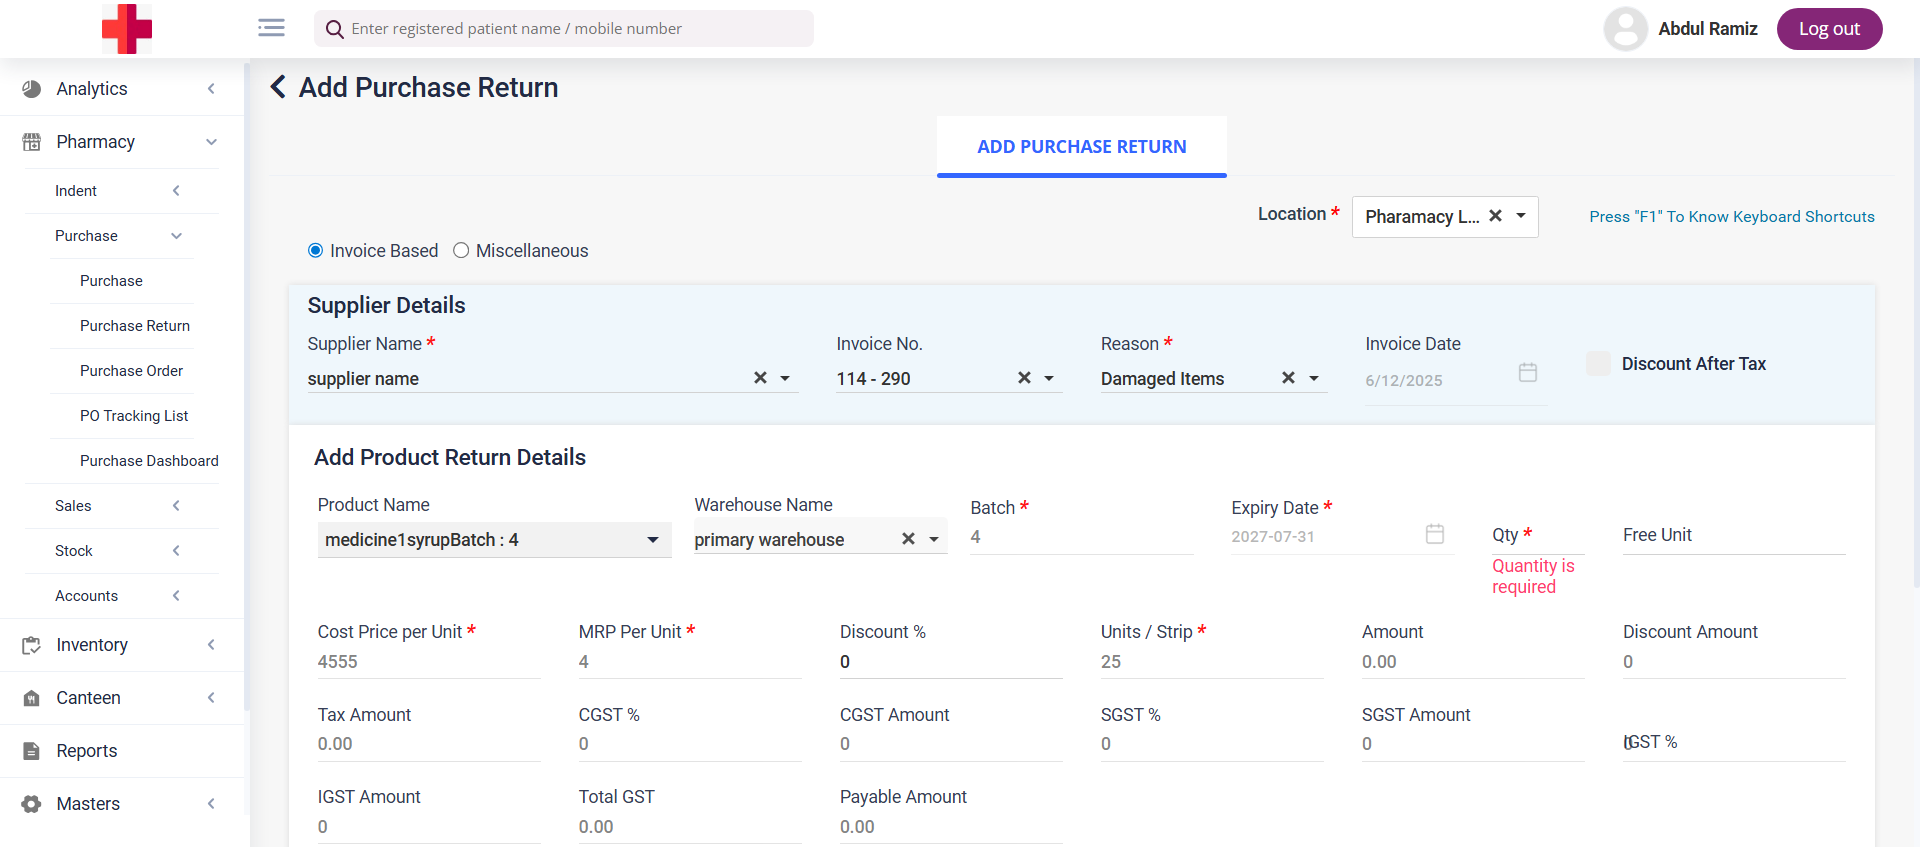 Enter registered patient name / mobile number
Abdul Ramiz
Log out
Analytics
Pharmacy
Indent
Purchase
Purchase
Purchase Return
Purchase Order
PO Tracking List
Purchase Dashboard
Sales
Stock
Accounts
Inventory
Canteen
Reports
Masters
Add Purchase Return
ADD PURCHASE RETURN
Location * Pharamacy L... Press "F1" To Know Keyboard Shortcuts
Invoice Based Miscellaneous
Supplier Details
Supplier Name * Invoice No. Reason * Invoice Date
supplier name 114 - 290 Damaged Items 6/12/2025 Discount After Tax
Add Product Return Details
Product Name Warehouse Name Batch * Expiry Date *
medicine1syrupBatch : 4 primary warehouse 4 2027-07-31 Qty * Free Unit
Quantity is
required
Cost Price per Unit * MRP Per Unit * Discount % Units / Strip * Amount Discount Amount
4555 4 0 25 0.00 0
Tax Amount CGST % CGST Amount SGST % SGST Amount IGST %
0.00 0 0 0 0 0
IGST Amount Total GST Payable Amount
0 0.00 0.00